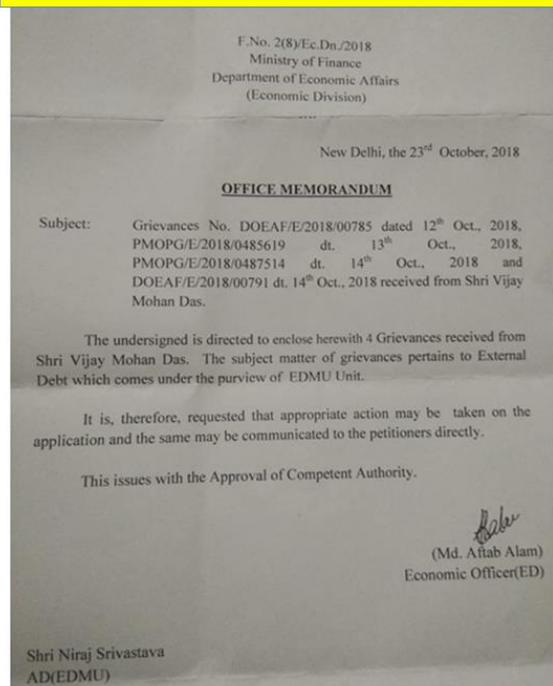 F.No. 2(8)/Ec.Dn./2018
Ministry of Finance
Department of Economic Affairs
(Economic Division)
New Delhi, the 23rd October, 2018
OFFICE MEMORANDUM
Subject: Grievances No. DOEAF/E/2018/00785 dated 12th Oct., 2018,
PMOPG/E/2018/0485619 dt. 13th Oct., 2018,
PMOPG/E/2018/0487514 dt. 14th Oct., 2018 and
DOEAF/E/2018/00791 dt. 14th Oct., 2018 received from Shri Vijay
Mohan Das.
The undersigned is directed to enclose herewith 4 Grievances received from
Shri Vijay Mohan Das. The subject matter of grievances pertains to External
Debt which comes under the purview of EDMU Unit.
It is, therefore, requested that appropriate action may be taken on the
application and the same may be communicated to the petitioners directly.
This issues with the Approval of Competent Authority.
(Md. Aftab Alam)
Economic Officer(ED)
Shri Niraj Srivastava
AD(EDMU)